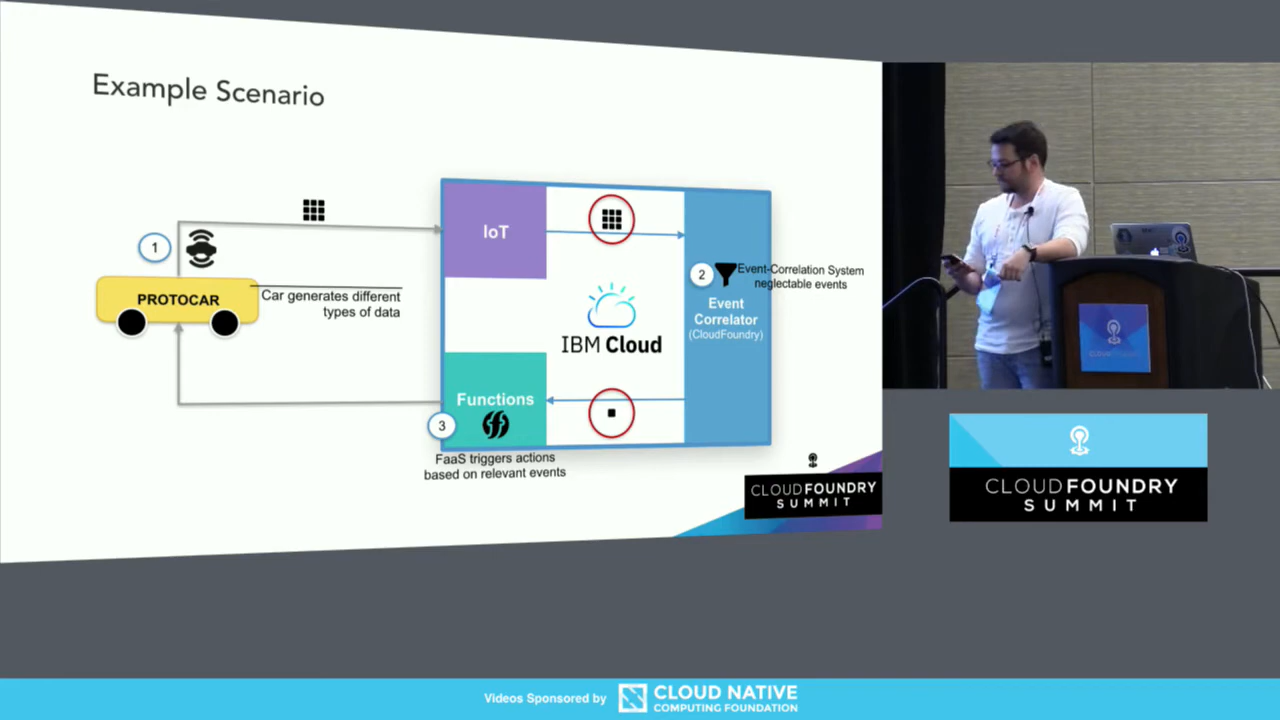 Example Scenario
1
PROTOCAR
Car generates different
types of data
IoT
IBM Cloud
2
Event-Correlation System
neglectable events
Event
Correlator
(CloudFoundry)
Functions
3
FaaS triggers actions
based on relevant events
CLOUDFOUNDRY
SUMMIT
CLOUDFOUNDRY
SUMMIT
Videos Sponsored by
CLOUD NATIVE
COMPUTING FOUNDATION